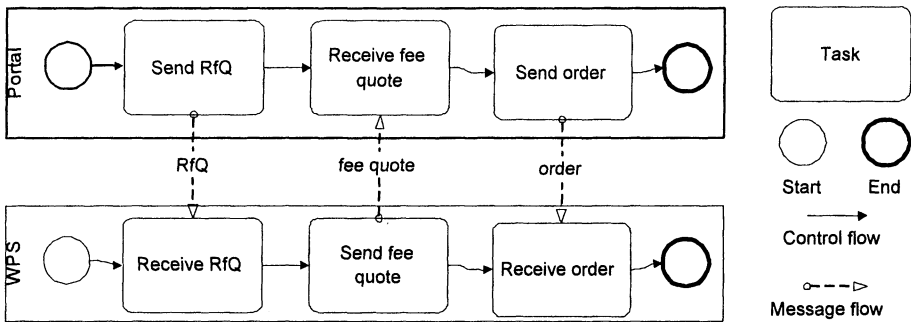 Portal
Send RfQ
Receive fee
quote
Send order
RfQ
fee quote
order
WPS
Receive RfQ
Send fee
quote
Receive order
Task
Start
End
Control flow
Message flow